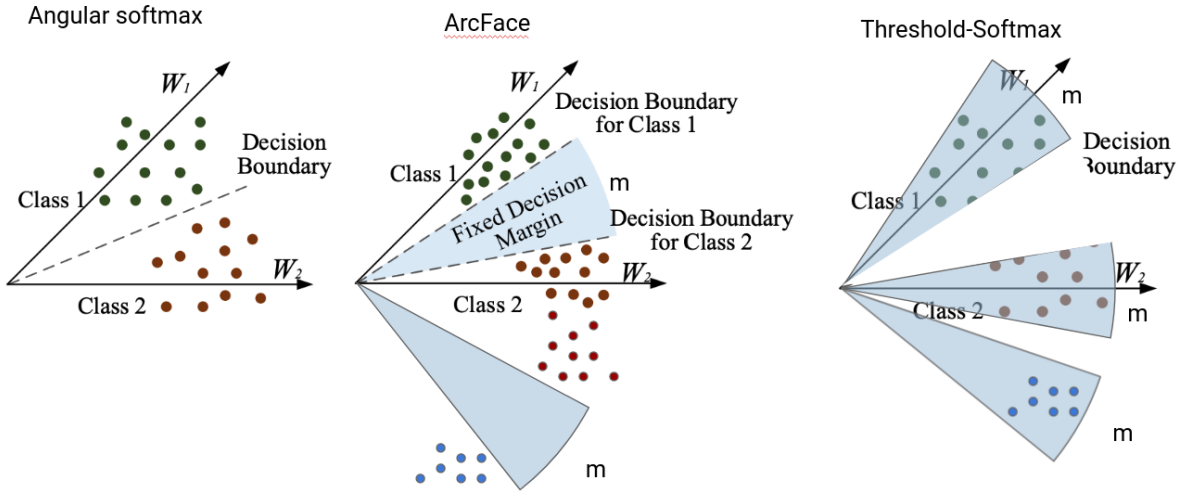 Angular softmax
W1
Decision
Boundary
Class 1
W2
Class 2
ArcFace
W1
Decision Boundary
for Class 1
Class 1
m
Fixed Decision
Margin
Decision Boundary
for Class 2
W2
Class 2
m
Threshold-Softmax
W1
m
Decision
Boundary
Class 1
W2
Class 2
m
m